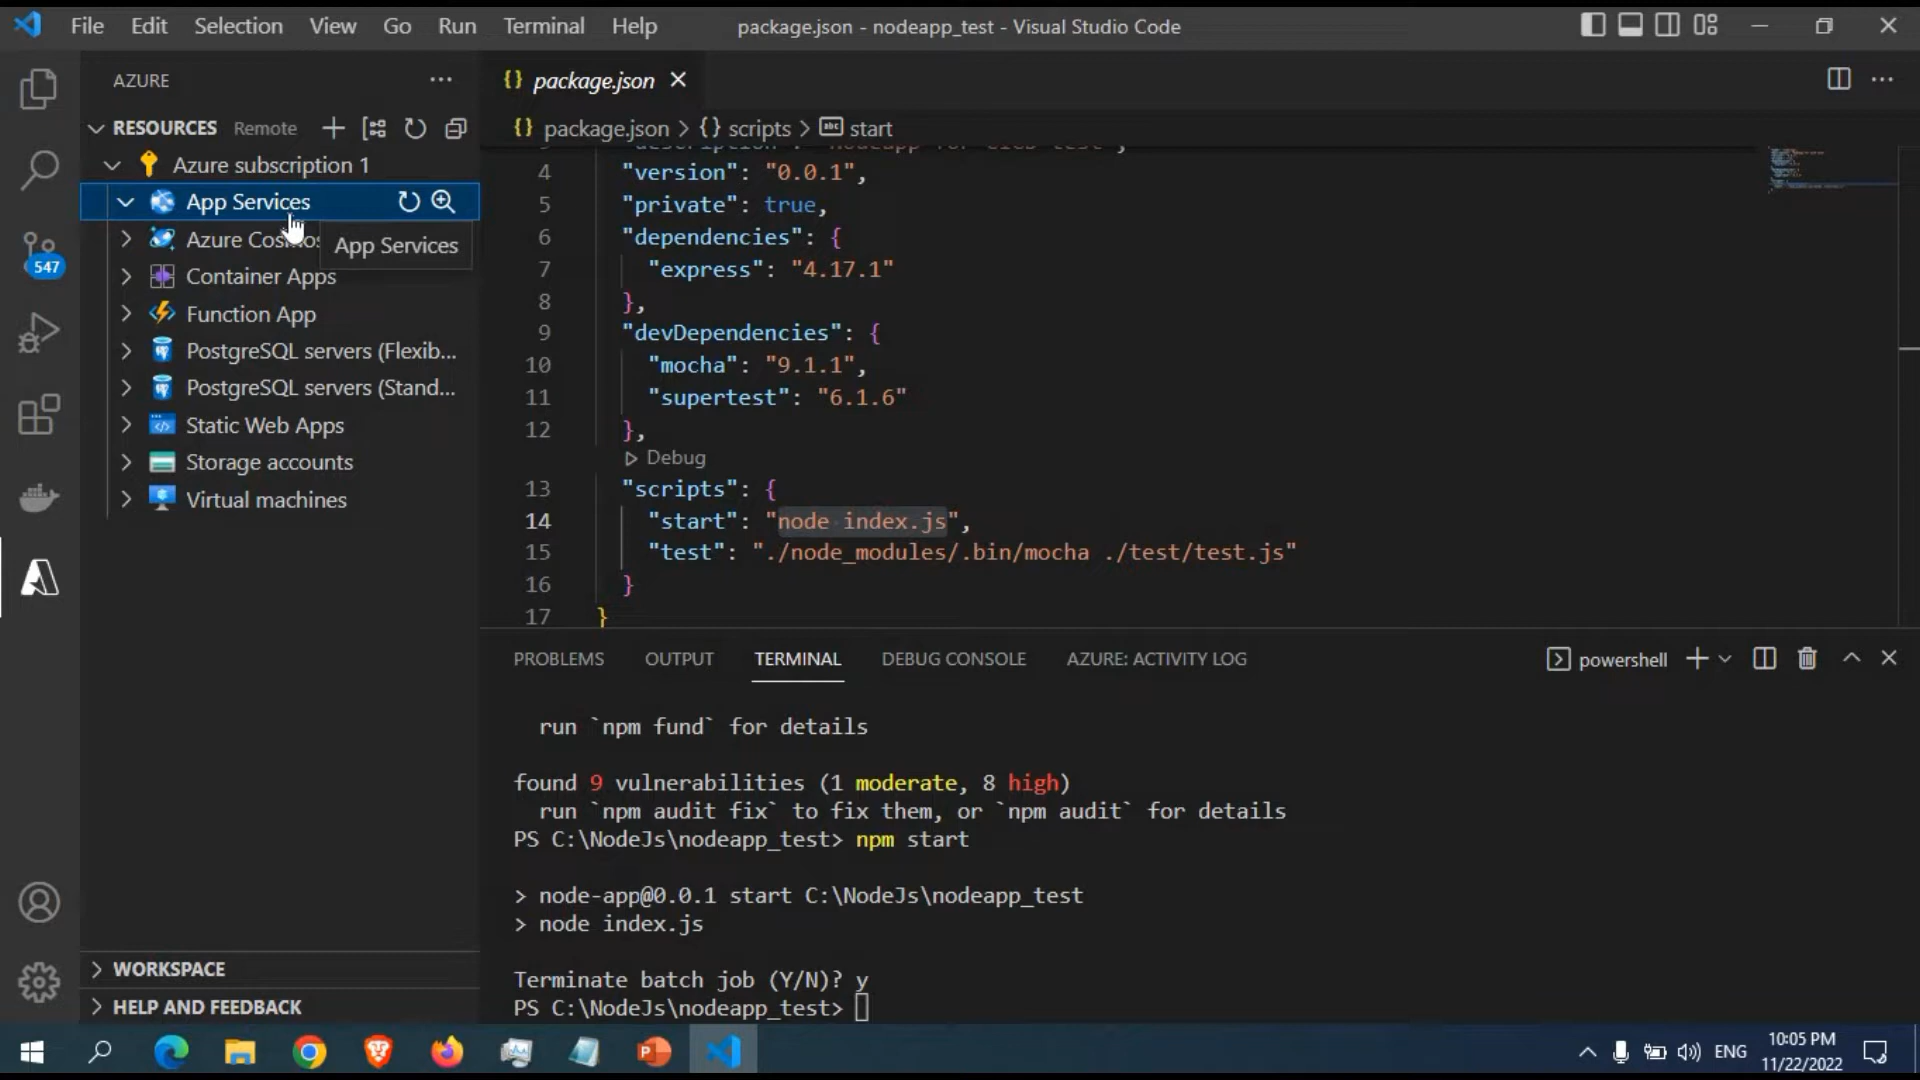 File Edit Selection View Go Run Terminal Help
package.json - nodeapp_test - Visual Studio Code
AZURE
RESOURCES Remote
Azure subscription 1
App Services
Azure Cosmos
App Services
Container Apps
Function App
PostgreSQL servers (Flexib...
PostgreSQL servers (Stand...
Static Web Apps
Storage accounts
Virtual machines
WORKSPACE
HELP AND FEEDBACK
547
{} package.json
{} package.json > {} scripts > abc start
4 "version": "0.0.1",
5 "private": true,
6 "dependencies": {
7 "express": "4.17.1"
8 },
9 "devDependencies": {
10 "mocha": "9.1.1",
11 "supertest": "6.1.6"
12 },
Debug
13 "scripts": {
14 "start": "node index.js",
15 "test": "./node_modules/.bin/mocha ./test/test.js"
16 }
17 }
PROBLEMS OUTPUT TERMINAL DEBUG CONSOLE AZURE: ACTIVITY LOG
powershell
run `npm fund` for details
found 9 vulnerabilities (1 moderate, 8 high)
run `npm audit fix` to fix them, or `npm audit` for details
PS C:\NodeJs\nodeapp_test> npm start
> node-app@0.0.1 start C:\NodeJs\nodeapp_test
> node index.js
Terminate batch job (Y/N)? y
PS C:\NodeJs\nodeapp_test>
ENG
10:05 PM
11/22/2022